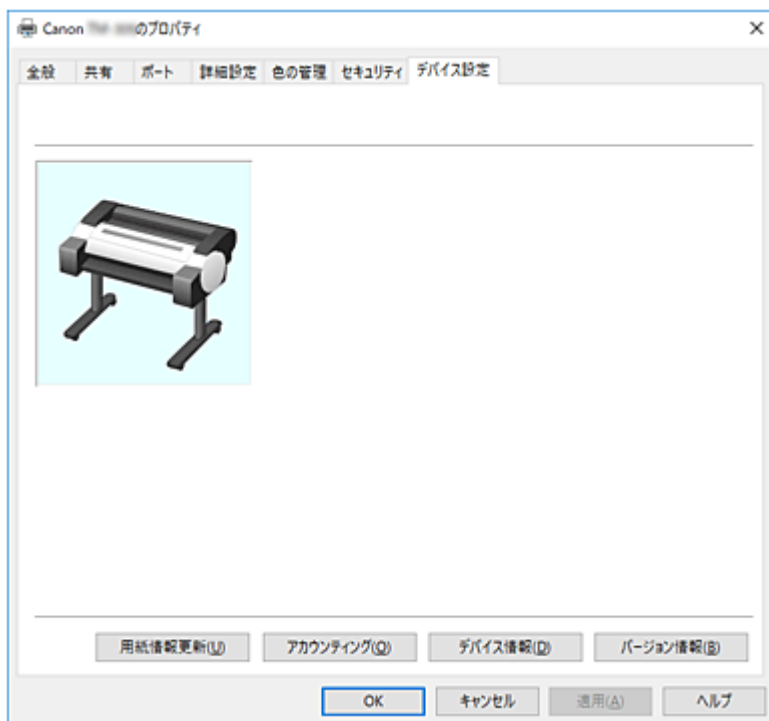 Canon のプロパティ
全般 共有 ポート 詳細設定 色の管理 セキュリティ デバイス設定
用紙情報更新(U) アカウンティング(O) デバイス情報(D) バージョン情報(B)
OK キャンセル 適用(A) ヘルプ